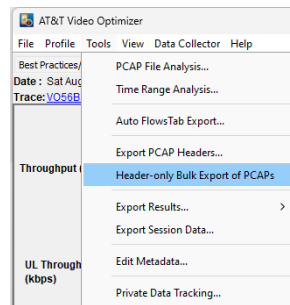 AT&T Video Optimizer
File Profile Tools View Data Collector Help
Best Practices/
PCAP File Analysis...
Date : Sat Aug
Time Range Analysis...
Trace: VO56B
Auto FlowsTab Export...
Export PCAP Headers...
Throughput (
Header-only Bulk Export of PCAPs
Export Results... >
Export Session Data...
UL Through
(kbps)
Edit Metadata...
Private Data Tracking...